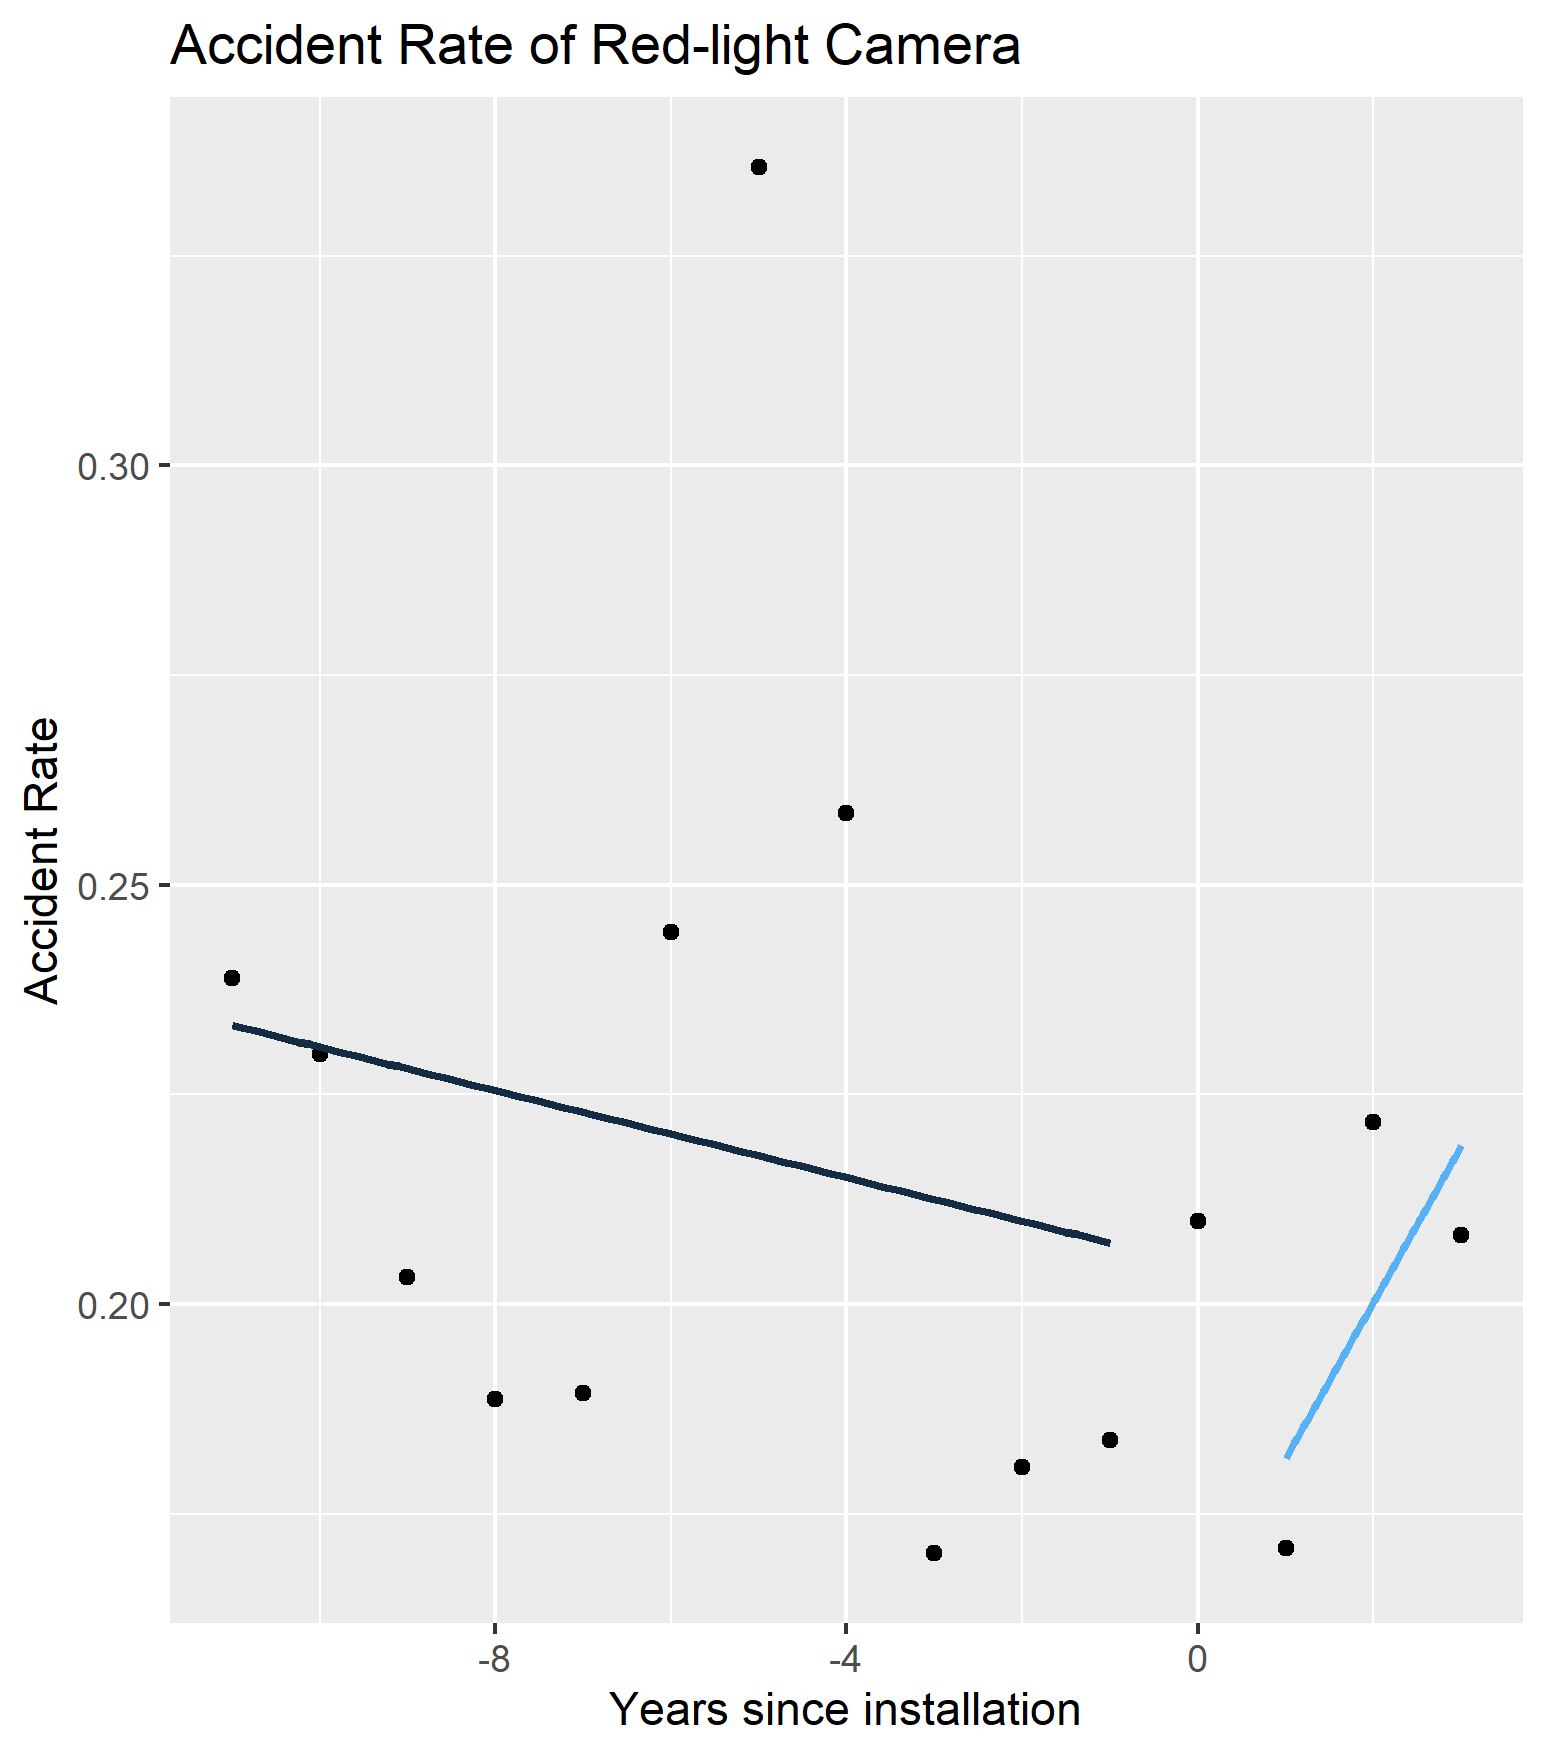 Accident Rate of Red-light Camera
Accident Rate
0.30
0.25
0.20
-8
-4
0
Years since installation